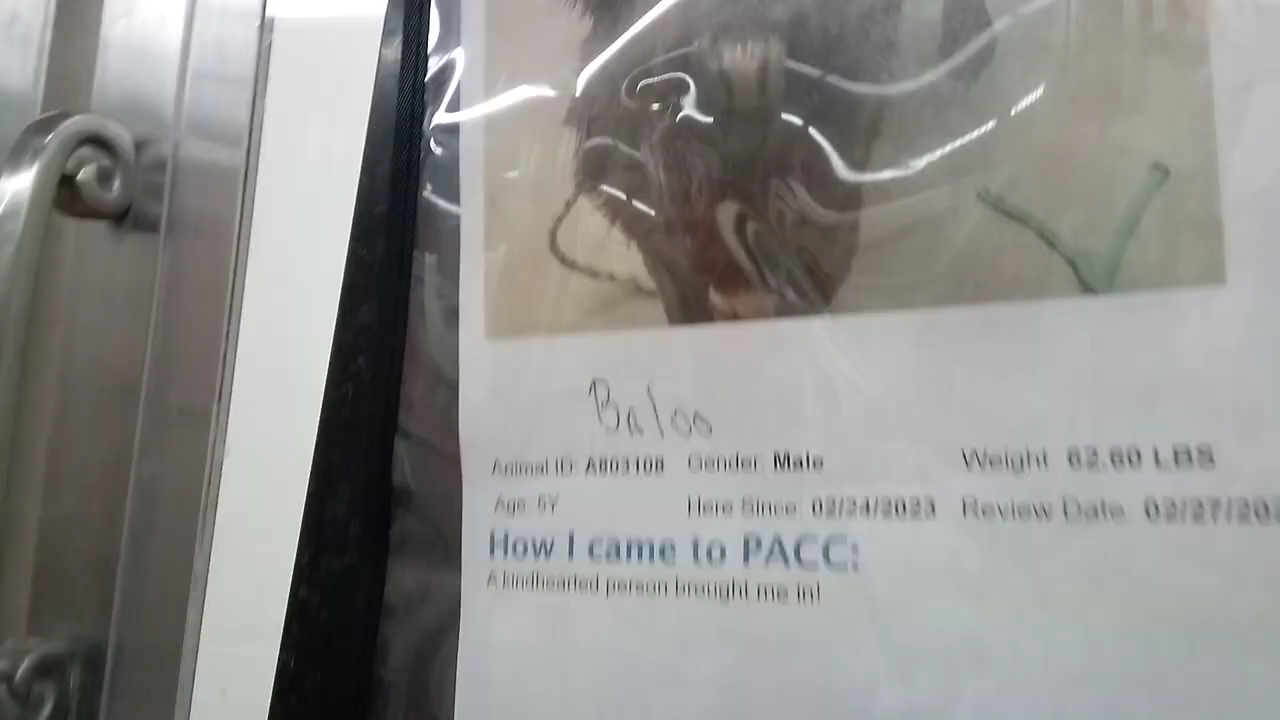 Baloo
Animal ID: A803108 Gender: Male Weight 62.60 LBS
Age: 5Y Here Since: 02/24/2023 Review Date: 02/27/202
How I came to PACC:
A kindhearted person brought me in!